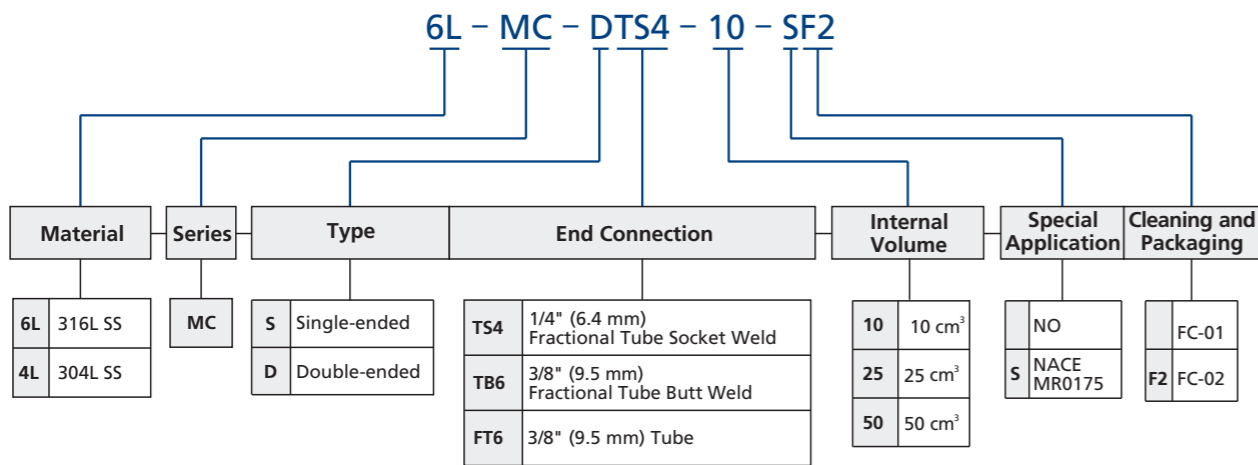 6L – MC – DTS4 – 10 – SF2
Material
Series
Type
End Connection
Internal
Volume
Special
Application
Cleaning and
Packaging
6L 316L SS
4L 304L SS
MC
S Single-ended
D Double-ended
TS4 1/4" (6.4 mm)
Fractional Tube Socket Weld
TB6 3/8" (9.5 mm)
Fractional Tube Butt Weld
FT6 3/8" (9.5 mm) Tube
10 10 cm³
25 25 cm³
50 50 cm³
NO
S NACE
MR0175
FC-01
F2 FC-02